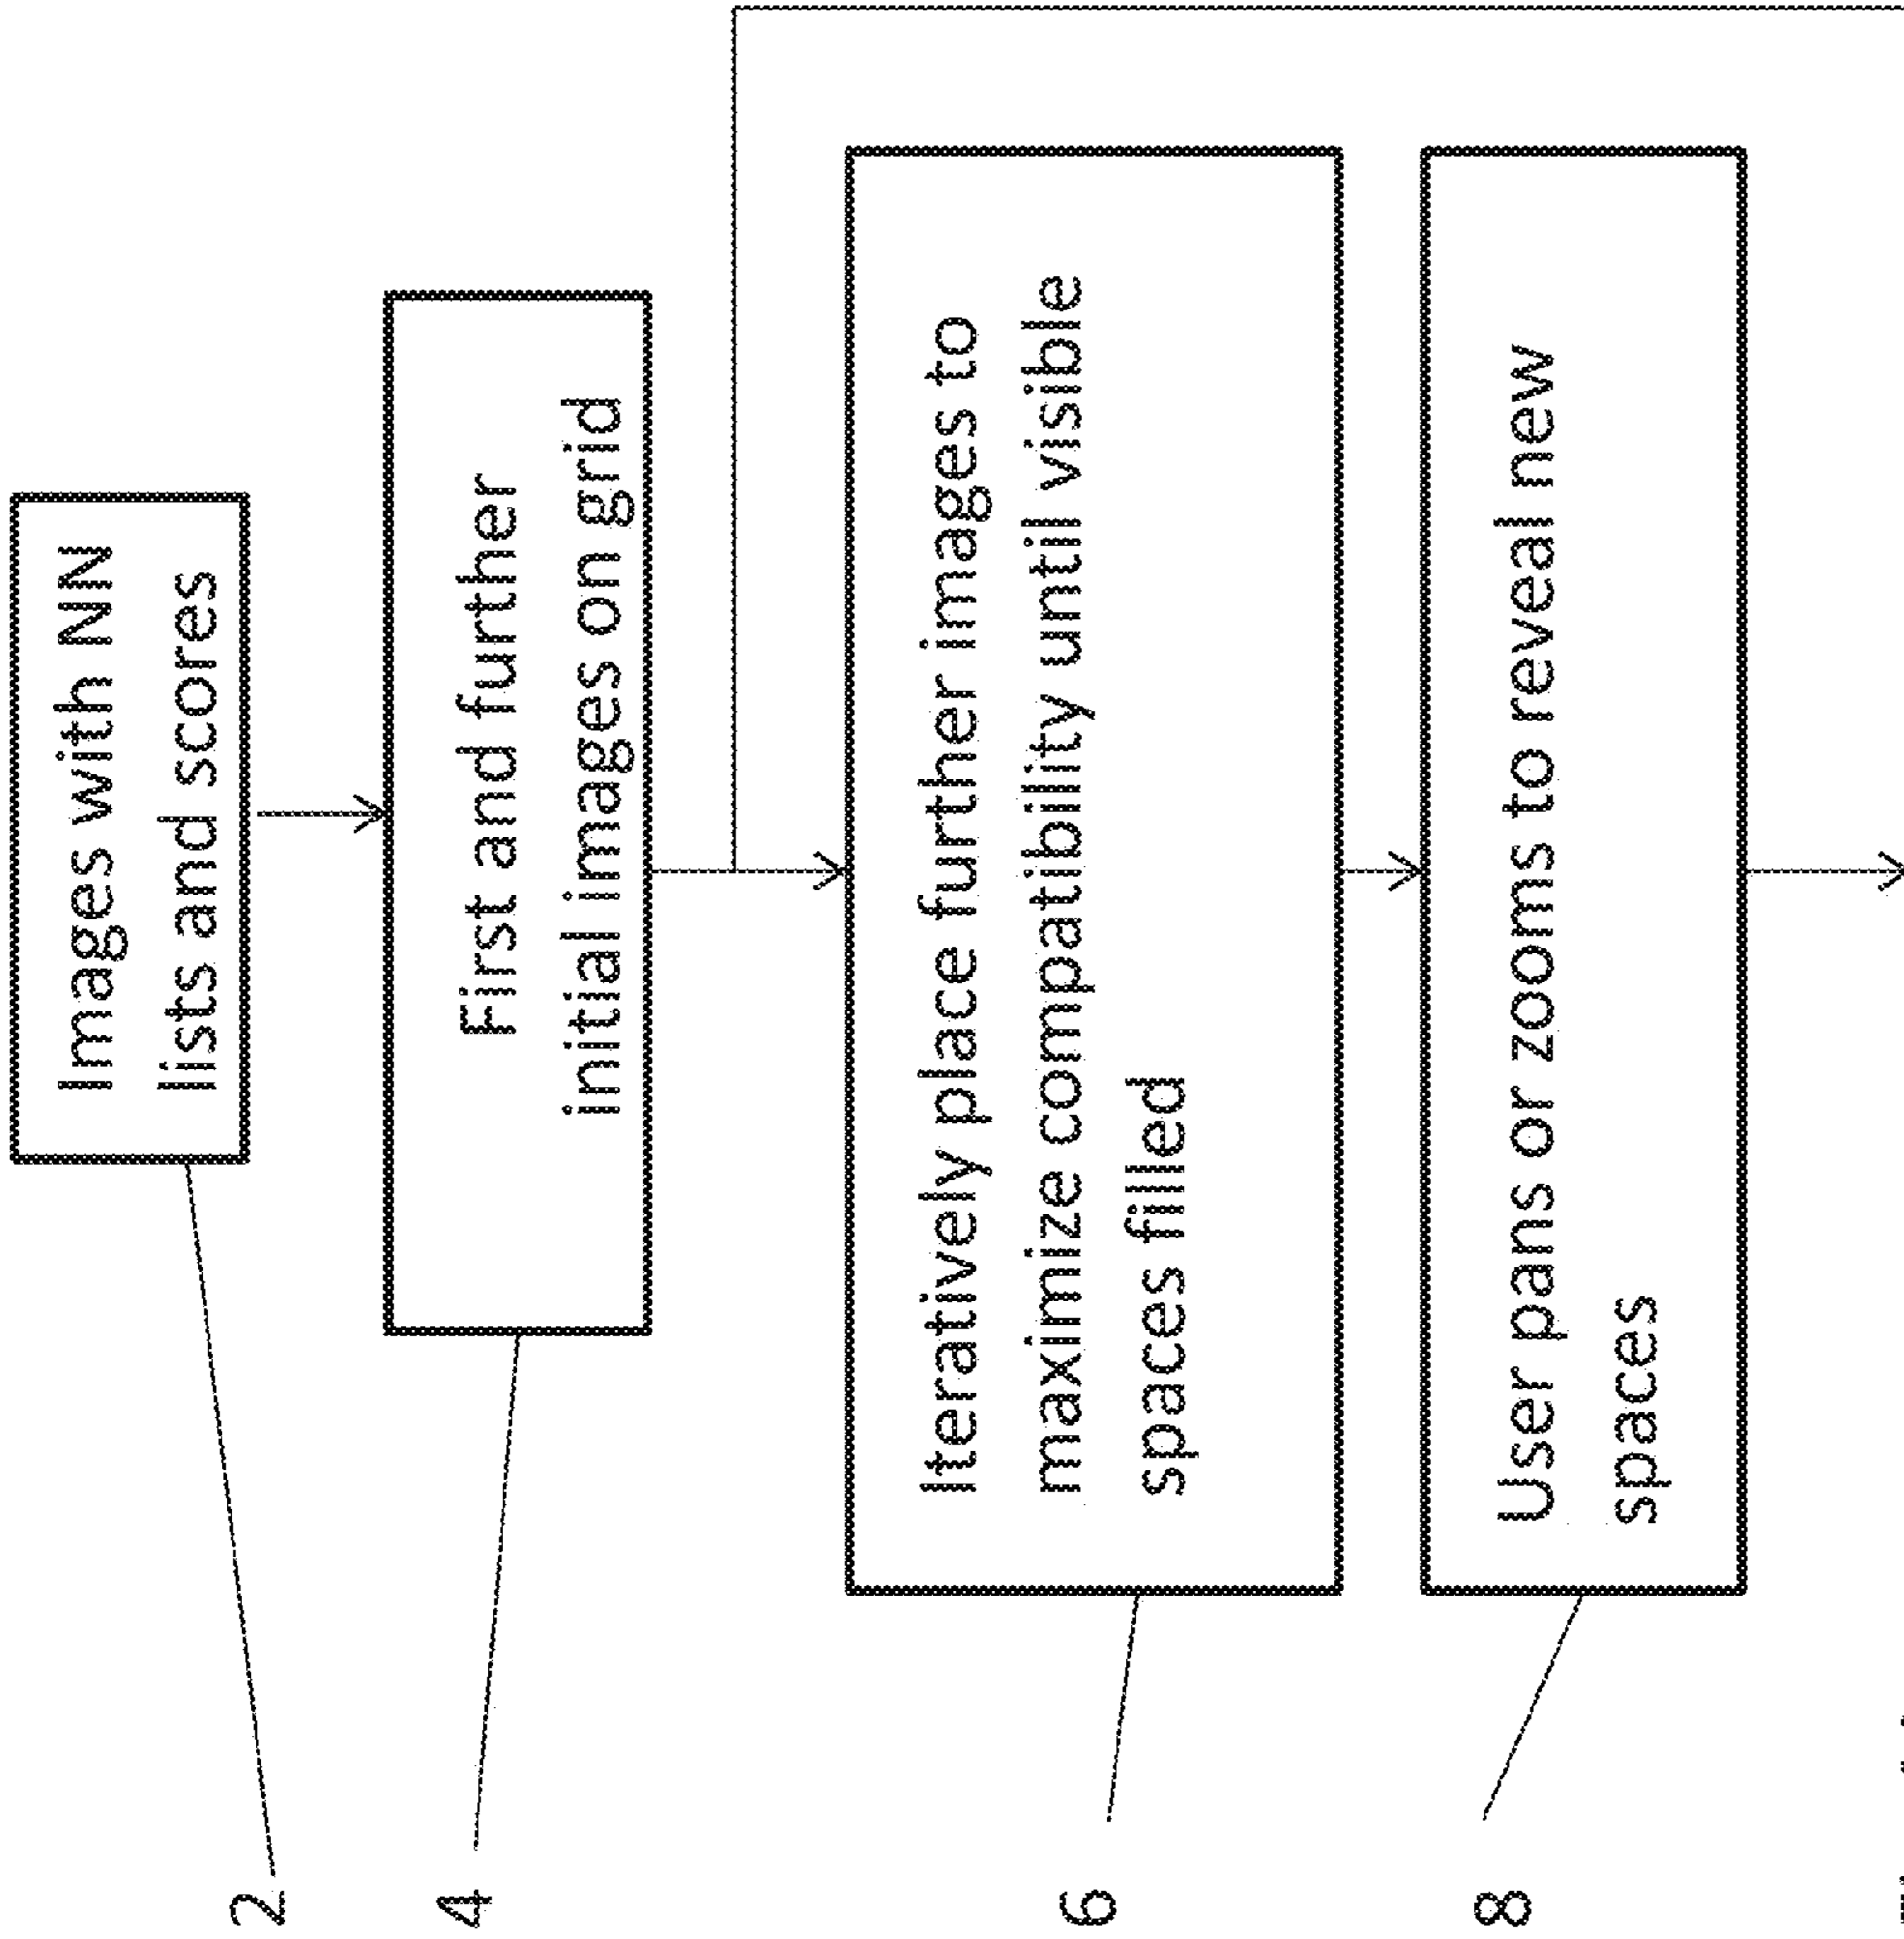 Images with NN
lists and scores
2
First and further
initial images on grid
4
Iteratively place further images to
maximize compatibility until visible
spaces filled
6
User pans or zooms to reveal new
spaces
8